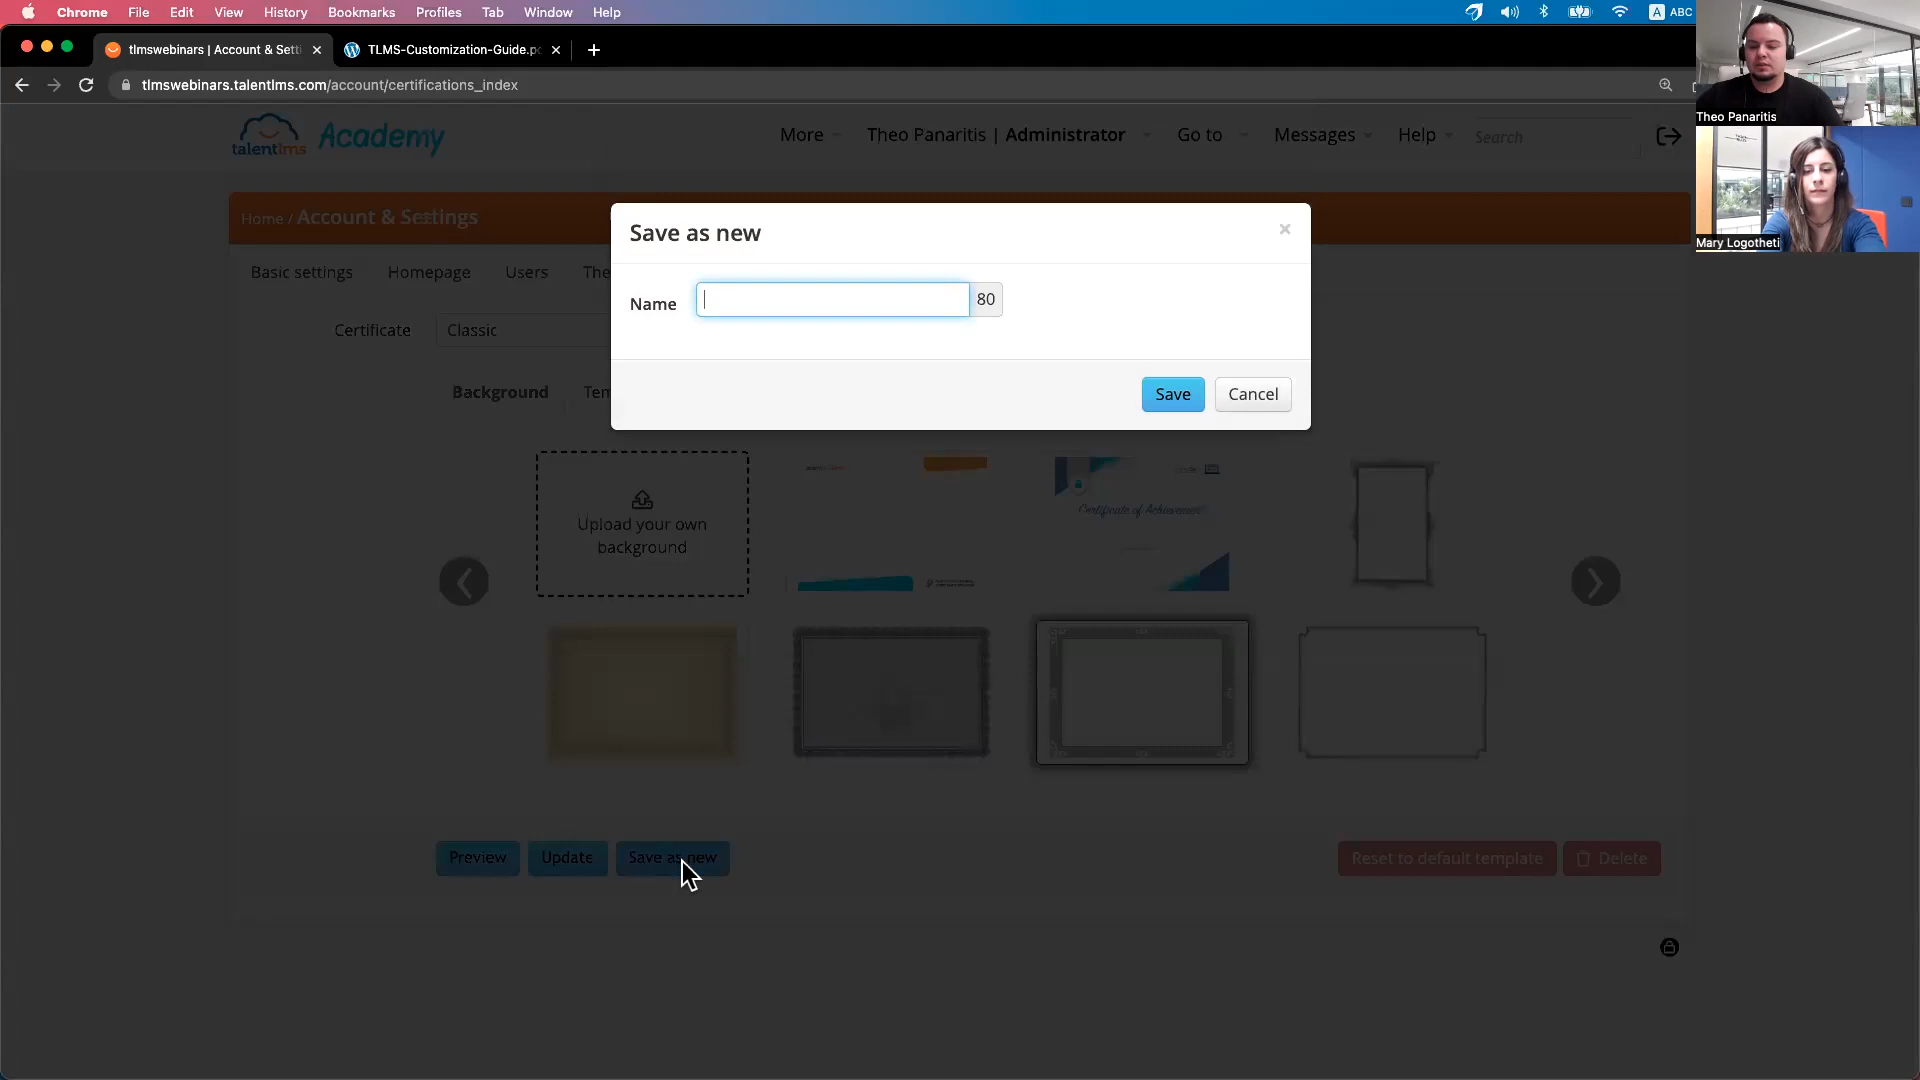 Chrome File Edit View History Bookmarks Profiles Tab Window Help
A ABC
tlmswebinars | Account & Setti
TLMS-Customization-Guide.pc
tlmswebinars.talentlms.com/account/certifications_index
Theo Panaritis
Mary Logotheti
talentlms Academy
More
Theo Panaritis | Administrator
Go to
Messages
Help
Search
Home / Account & Settings
Basic settings Homepage Users The
Save as new
Name
80
Save
Cancel
Certificate
Classic
Background Tem
Upload your own
background
Certificate of Achievement
Preview
Update
Save as new
Reset to default template
Delete